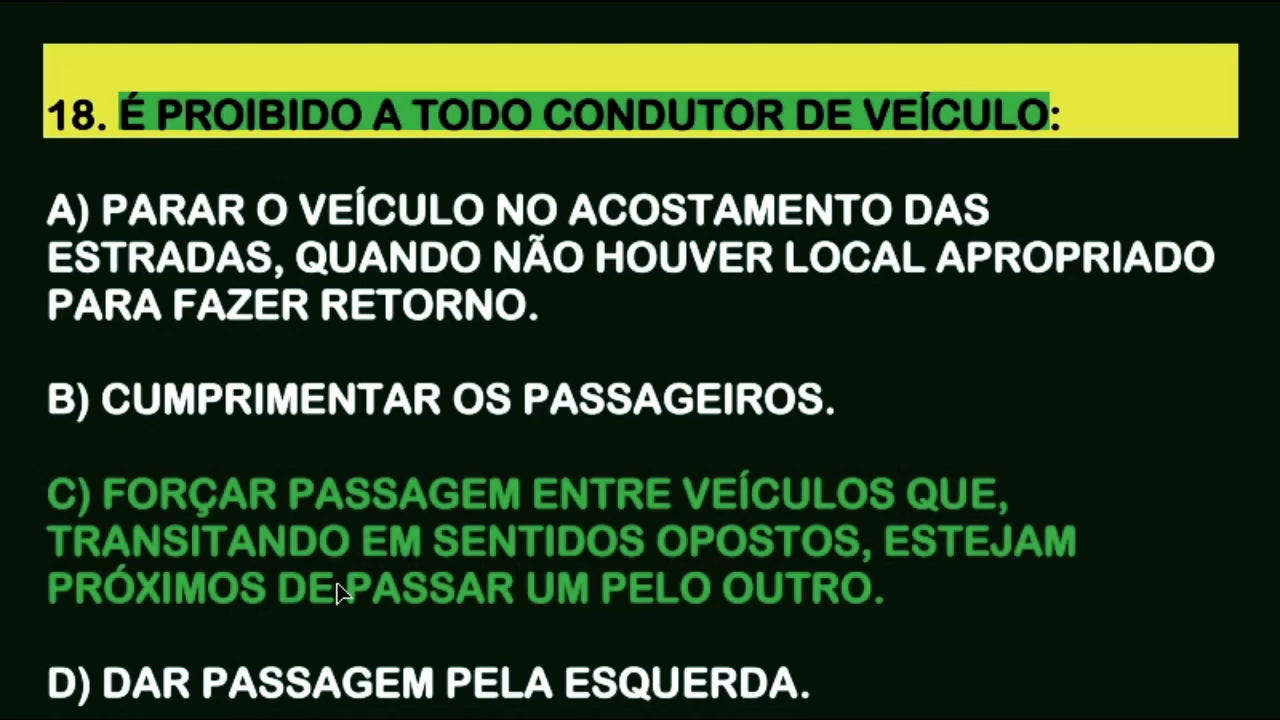 18. É PROIBIDO A TODO CONDUTOR DE VEÍCULO:
A) PARAR O VEÍCULO NO ACOSTAMENTO DAS
ESTRADAS, QUANDO NÃO HOUVER LOCAL APROPRIADO
PARA FAZER RETORNO.
B) CUMPRIMENTAR OS PASSAGEIROS.
C) FORÇAR PASSAGEM ENTRE VEÍCULOS QUE,
TRANSITANDO EM SENTIDOS OPOSTOS, ESTEJAM
PRÓXIMOS DE PASSAR UM PELO OUTRO.
D) DAR PASSAGEM PELA ESQUERDA.